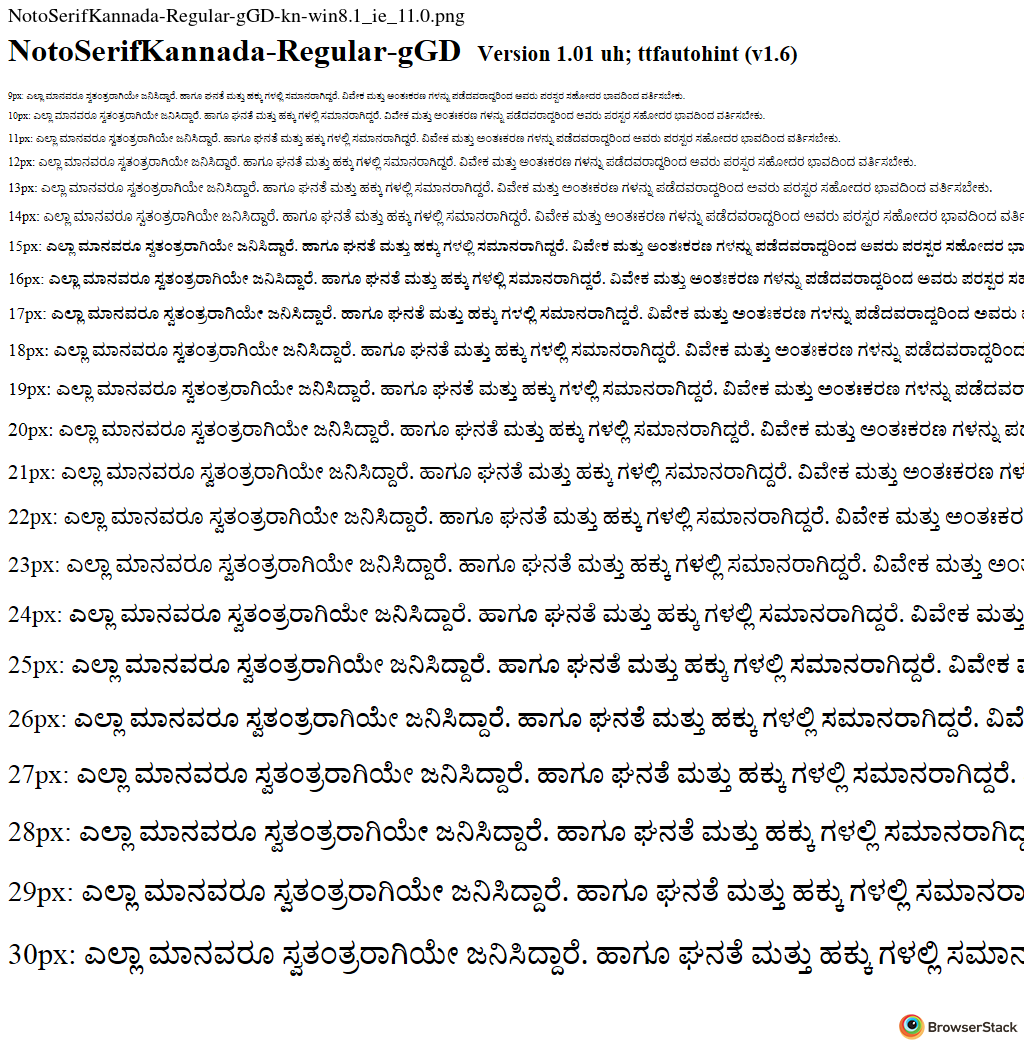 NotoSerifKannada-Regular-gGD-kn-win8.1_ie_11.0.png
NotoSerifKannada-Regular-gGD Version 1.01 uh; ttfautohint (v1.6)
9px: ಎಲ್ಲಾ ಮಾನವರೂ ಸ್ವತಂತ್ರರಾಗಿಯೇ ಜನಿಸಿದ್ದಾರೆ. ಹಾಗೂ ಘನತೆ ಮತ್ತು ಹಕ್ಕು ಗಳಲ್ಲಿ ಸಮಾನರಾಗಿದ್ದರೆ. ವಿವೇಕ ಮತ್ತು ಅಂತಃಕರಣ ಗಳನ್ನು ಪಡೆದವರಾದ್ದರಿಂದ ಅವರು ಪರಸ್ಪರ ಸಹೋದರ ಭಾವದಿಂದ ವರ್ತಿಸಬೇಕು.
10px: ಎಲ್ಲಾ ಮಾನವರೂ ಸ್ವತಂತ್ರರಾಗಿಯೇ ಜನಿಸಿದ್ದಾರೆ. ಹಾಗೂ ಘನತೆ ಮತ್ತು ಹಕ್ಕು ಗಳಲ್ಲಿ ಸಮಾನರಾಗಿದ್ದರೆ. ವಿವೇಕ ಮತ್ತು ಅಂತಃಕರಣ ಗಳನ್ನು ಪಡೆದವರಾದ್ದರಿಂದ ಅವರು ಪರಸ್ಪರ ಸಹೋದರ ಭಾವದಿಂದ ವರ್ತಿಸಬೇಕು.
11px: ಎಲ್ಲಾ ಮಾನವರೂ ಸ್ವತಂತ್ರರಾಗಿಯೇ ಜನಿಸಿದ್ದಾರೆ. ಹಾಗೂ ಘನತೆ ಮತ್ತು ಹಕ್ಕು ಗಳಲ್ಲಿ ಸಮಾನರಾಗಿದ್ದರೆ. ವಿವೇಕ ಮತ್ತು ಅಂತಃಕರಣ ಗಳನ್ನು ಪಡೆದವರಾದ್ದರಿಂದ ಅವರು ಪರಸ್ಪರ ಸಹೋದರ ಭಾವದಿಂದ ವರ್ತಿಸಬೇಕು.
12px: ಎಲ್ಲಾ ಮಾನವರೂ ಸ್ವತಂತ್ರರಾಗಿಯೇ ಜನಿಸಿದ್ದಾರೆ. ಹಾಗೂ ಘನತೆ ಮತ್ತು ಹಕ್ಕು ಗಳಲ್ಲಿ ಸಮಾನರಾಗಿದ್ದರೆ. ವಿವೇಕ ಮತ್ತು ಅಂತಃಕರಣ ಗಳನ್ನು ಪಡೆದವರಾದ್ದರಿಂದ ಅವರು ಪರಸ್ಪರ ಸಹೋದರ ಭಾವದಿಂದ ವರ್ತಿಸಬೇಕು.
13px: ಎಲ್ಲಾ ಮಾನವರೂ ಸ್ವತಂತ್ರರಾಗಿಯೇ ಜನಿಸಿದ್ದಾರೆ. ಹಾಗೂ ಘನತೆ ಮತ್ತು ಹಕ್ಕು ಗಳಲ್ಲಿ ಸಮಾನರಾಗಿದ್ದರೆ. ವಿವೇಕ ಮತ್ತು ಅಂತಃಕರಣ ಗಳನ್ನು ಪಡೆದವರಾದ್ದರಿಂದ ಅವರು ಪರಸ್ಪರ ಸಹೋದರ ಭಾವದಿಂದ ವರ್ತಿಸಬೇಕು.
14px: ಎಲ್ಲಾ ಮಾನವರೂ ಸ್ವತಂತ್ರರಾಗಿಯೇ ಜನಿಸಿದ್ದಾರೆ. ಹಾಗೂ ಘನತೆ ಮತ್ತು ಹಕ್ಕು ಗಳಲ್ಲಿ ಸಮಾನರಾಗಿದ್ದರೆ. ವಿವೇಕ ಮತ್ತು ಅಂತಃಕರಣ ಗಳನ್ನು ಪಡೆದವರಾದ್ದರಿಂದ ಅವರು ಪರಸ್ಪರ ಸಹೋದರ ಭಾವದಿಂದ ವರ್ತಿ
15px: ಎಲ್ಲಾ ಮಾನವರೂ ಸ್ವತಂತ್ರರಾಗಿಯೇ ಜನಿಸಿದ್ದಾರೆ. ಹಾಗೂ ಘನತೆ ಮತ್ತು ಹಕ್ಕು ಗಳಲ್ಲಿ ಸಮಾನರಾಗಿದ್ದರೆ. ವಿವೇಕ ಮತ್ತು ಅಂತಃಕರಣ ಗಳನ್ನು ಪಡೆದವರಾದ್ದರಿಂದ ಅವರು ಪರಸ್ಪರ ಸಹೋದರ ಭಾ
16px: ಎಲ್ಲಾ ಮಾನವರೂ ಸ್ವತಂತ್ರರಾಗಿಯೇ ಜನಿಸಿದ್ದಾರೆ. ಹಾಗೂ ಘನತೆ ಮತ್ತು ಹಕ್ಕು ಗಳಲ್ಲಿ ಸಮಾನರಾಗಿದ್ದರೆ. ವಿವೇಕ ಮತ್ತು ಅಂತಃಕರಣ ಗಳನ್ನು ಪಡೆದವರಾದ್ದರಿಂದ ಅವರು ಪರಸ್ಪರ ಸಹ
17px: ಎಲ್ಲಾ ಮಾನವರೂ ಸ್ವತಂತ್ರರಾಗಿಯೇ ಜನಿಸಿದ್ದಾರೆ. ಹಾಗೂ ಘನತೆ ಮತ್ತು ಹಕ್ಕು ಗಳಲ್ಲಿ ಸಮಾನರಾಗಿದ್ದರೆ. ವಿವೇಕ ಮತ್ತು ಅಂತಃಕರಣ ಗಳನ್ನು ಪಡೆದವರಾದ್ದರಿಂದ ಅವರು
18px: ಎಲ್ಲಾ ಮಾನವರೂ ಸ್ವತಂತ್ರರಾಗಿಯೇ ಜನಿಸಿದ್ದಾರೆ. ಹಾಗೂ ಘನತೆ ಮತ್ತು ಹಕ್ಕು ಗಳಲ್ಲಿ ಸಮಾನರಾಗಿದ್ದರೆ. ವಿವೇಕ ಮತ್ತು ಅಂತಃಕರಣ ಗಳನ್ನು ಪಡೆದವರಾದ್ದರಿಂದ
19px: ಎಲ್ಲಾ ಮಾನವರೂ ಸ್ವತಂತ್ರರಾಗಿಯೇ ಜನಿಸಿದ್ದಾರೆ. ಹಾಗೂ ಘನತೆ ಮತ್ತು ಹಕ್ಕು ಗಳಲ್ಲಿ ಸಮಾನರಾಗಿದ್ದರೆ. ವಿವೇಕ ಮತ್ತು ಅಂತಃಕರಣ ಗಳನ್ನು ಪಡೆದವರ
20px: ಎಲ್ಲಾ ಮಾನವರೂ ಸ್ವತಂತ್ರರಾಗಿಯೇ ಜನಿಸಿದ್ದಾರೆ. ಹಾಗೂ ಘನತೆ ಮತ್ತು ಹಕ್ಕು ಗಳಲ್ಲಿ ಸಮಾನರಾಗಿದ್ದರೆ. ವಿವೇಕ ಮತ್ತು ಅಂತಃಕರಣ ಗಳನ್ನು ಪಡ
21px: ಎಲ್ಲಾ ಮಾನವರೂ ಸ್ವತಂತ್ರರಾಗಿಯೇ ಜನಿಸಿದ್ದಾರೆ. ಹಾಗೂ ಘನತೆ ಮತ್ತು ಹಕ್ಕು ಗಳಲ್ಲಿ ಸಮಾನರಾಗಿದ್ದರೆ. ವಿವೇಕ ಮತ್ತು ಅಂತಃಕರಣ ಗಳ
22px: ಎಲ್ಲಾ ಮಾನವರೂ ಸ್ವತಂತ್ರರಾಗಿಯೇ ಜನಿಸಿದ್ದಾರೆ. ಹಾಗೂ ಘನತೆ ಮತ್ತು ಹಕ್ಕು ಗಳಲ್ಲಿ ಸಮಾನರಾಗಿದ್ದರೆ. ವಿವೇಕ ಮತ್ತು ಅಂತಃಕರ
23px: ಎಲ್ಲಾ ಮಾನವರೂ ಸ್ವತಂತ್ರರಾಗಿಯೇ ಜನಿಸಿದ್ದಾರೆ. ಹಾಗೂ ಘನತೆ ಮತ್ತು ಹಕ್ಕು ಗಳಲ್ಲಿ ಸಮಾನರಾಗಿದ್ದರೆ. ವಿವೇಕ ಮತ್ತು ಅಂ
24px: ಎಲ್ಲಾ ಮಾನವರೂ ಸ್ವತಂತ್ರರಾಗಿಯೇ ಜನಿಸಿದ್ದಾರೆ. ಹಾಗೂ ಘನತೆ ಮತ್ತು ಹಕ್ಕು ಗಳಲ್ಲಿ ಸಮಾನರಾಗಿದ್ದರೆ. ವಿವೇಕ ಮತ್ತು
25px: ಎಲ್ಲಾ ಮಾನವರೂ ಸ್ವತಂತ್ರರಾಗಿಯೇ ಜನಿಸಿದ್ದಾರೆ. ಹಾಗೂ ಘನತೆ ಮತ್ತು ಹಕ್ಕು ಗಳಲ್ಲಿ ಸಮಾನರಾಗಿದ್ದರೆ. ವಿವೇಕ
26px: ಎಲ್ಲಾ ಮಾನವರೂ ಸ್ವತಂತ್ರರಾಗಿಯೇ ಜನಿಸಿದ್ದಾರೆ. ಹಾಗೂ ಘನತೆ ಮತ್ತು ಹಕ್ಕು ಗಳಲ್ಲಿ ಸಮಾನರಾಗಿದ್ದರೆ. ವಿವೆ
27px: ಎಲ್ಲಾ ಮಾನವರೂ ಸ್ವತಂತ್ರರಾಗಿಯೇ ಜನಿಸಿದ್ದಾರೆ. ಹಾಗೂ ಘನತೆ ಮತ್ತು ಹಕ್ಕು ಗಳಲ್ಲಿ ಸಮಾನರಾಗಿದ್ದರೆ.
28px: ಎಲ್ಲಾ ಮಾನವರೂ ಸ್ವತಂತ್ರರಾಗಿಯೇ ಜನಿಸಿದ್ದಾರೆ. ಹಾಗೂ ಘನತೆ ಮತ್ತು ಹಕ್ಕು ಗಳಲ್ಲಿ ಸಮಾನರಾಗಿದ್ದ
29px: ಎಲ್ಲಾ ಮಾನವರೂ ಸ್ವತಂತ್ರರಾಗಿಯೇ ಜನಿಸಿದ್ದಾರೆ. ಹಾಗೂ ಘನತೆ ಮತ್ತು ಹಕ್ಕು ಗಳಲ್ಲಿ ಸಮಾನರಾ
30px: ಎಲ್ಲಾ ಮಾನವರೂ ಸ್ವತಂತ್ರರಾಗಿಯೇ ಜನಿಸಿದ್ದಾರೆ. ಹಾಗೂ ಘನತೆ ಮತ್ತು ಹಕ್ಕು ಗಳಲ್ಲಿ ಸಮಾನ
BrowserStack